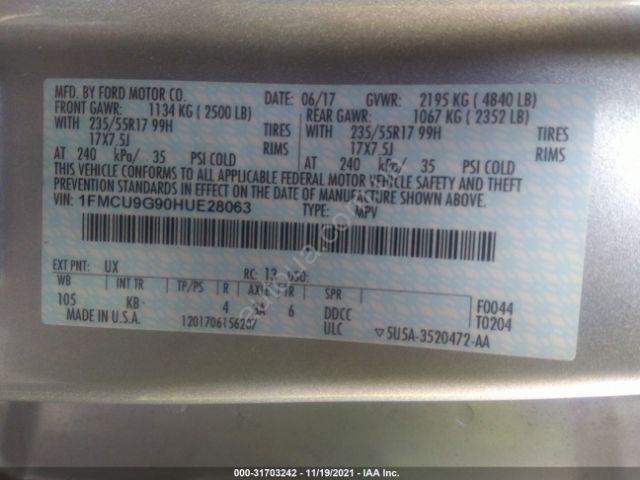 MFD. BY FORD MOTOR CO.
DATE: 06/17 GVWR: 2195 KG ( 4840 LB)
FRONT GAWR: 1134 KG ( 2500 LB) REAR GAWR: 1067 KG ( 2352 LB)
WITH 235/55R17 99H TIRES WITH 235/55R17 99H TIRES
17X7.5J RIMS 17X7.5J RIMS
AT 240 kPa/ 35 PSI COLD AT 240 kPa/ 35 PSI COLD
THIS VEHICLE CONFORMS TO ALL APPLICABLE FEDERAL MOTOR VEHICLE SAFETY AND THEFT
PREVENTION STANDARDS IN EFFECT ON THE DATE OF MANUFACTURE SHOWN ABOVE.
VIN: 1FMCU9G90HUE28063 TYPE: MPV
EXT PNT: UX RC: 13
WB INT TR TP/PS R AXLE TR SPR
105 KB 4 6 DDCC F0044
MADE IN U.S.A. ULC T0204
▽5U5A-3520472-AA
000-31703242 - 11/19/2021 - IAA Inc.